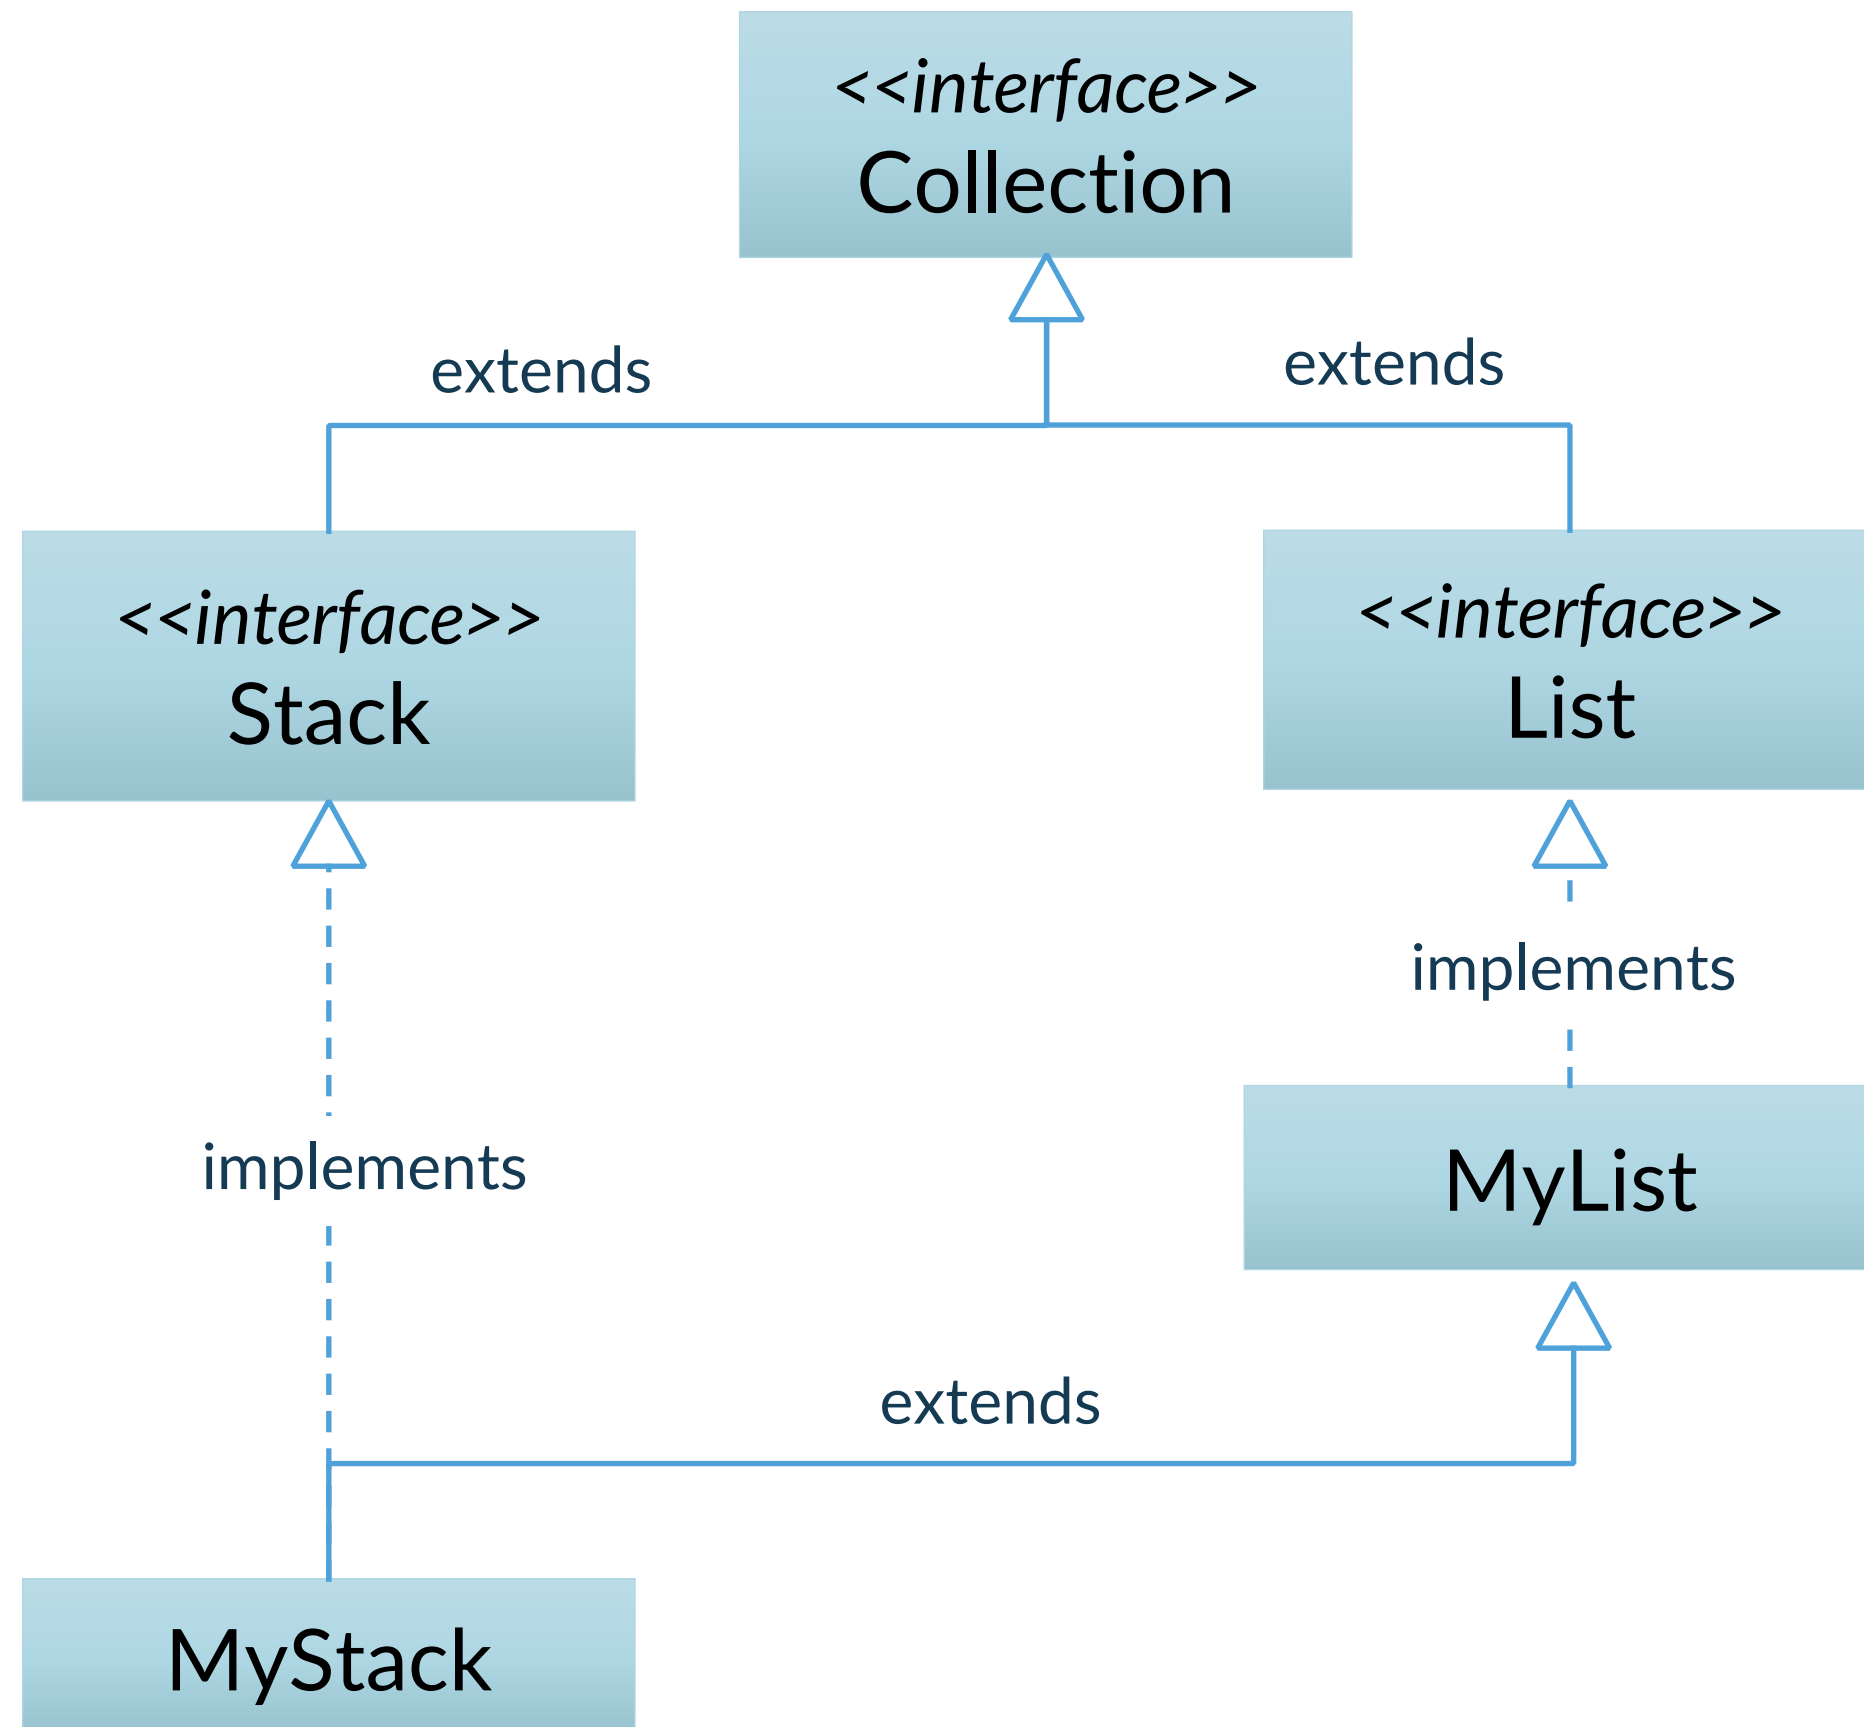 <<interface>>
Collection
extends
extends
<<interface>>
Stack
<<interface>>
List
implements
implements
MyList
extends
MyStack